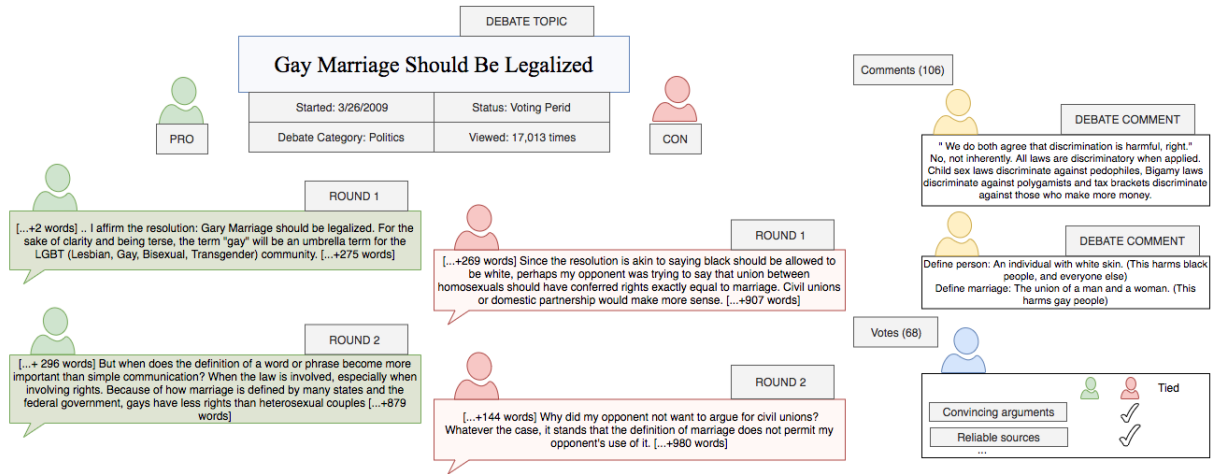 DEBATE TOPIC
Gay Marriage Should Be Legalized
Started: 3/26/2009
Status: Voting Perid
Debate Category: Politics
Viewed: 17,013 times
PRO
CON
ROUND 1
[...+2 words] .. I affirm the resolution: Gary Marriage should be legalized. For the
sake of clarity and being terse, the term "gay" will be an umbrella term for the
LGBT (Lesbian, Gay, Bisexual, Transgender) community. [...+275 words)
ROUND 1
[...+269 words] Since the resolution is akin to saying black should be allowed to
be white, perhaps my opponent was trying to say that union between
homosexuals should have conferred rights exactly equal to marriage. Civil unions
or domestic partnership would make more sense. [...+907 words)
ROUND 2
[...+ 296 words] But when does the definition of a word or phrase become more
important than simple communication? When the law is involved, especially when
involving rights. Because of how marriage is defined by many states and the
federal government, gays have less rights than heterosexual couples [...+879
words)
ROUND 2
[...+144 words] Why did my opponent not want to argue for civil unions?
Whatever the case, it stands that the definition of marriage does not permit my
opponent's use of it. [...+980 words)
Comments (106)
DEBATE COMMENT
" We do both agree that discrimination is harmful, right."
No, not inherently. All laws are discriminatory when applied.
Child sex laws discriminate against pedophiles, Bigamy laws
discriminate against polygamists and tax brackets discriminate
against those who make more money.
DEBATE COMMENT
Define person: An individual with white skin. (This harms black
people, and everyone else)
Define marriage: The union of a man and a woman. (This
harms gay people)
Votes (68)
Tied
Convincing arguments
Reliable sources
...